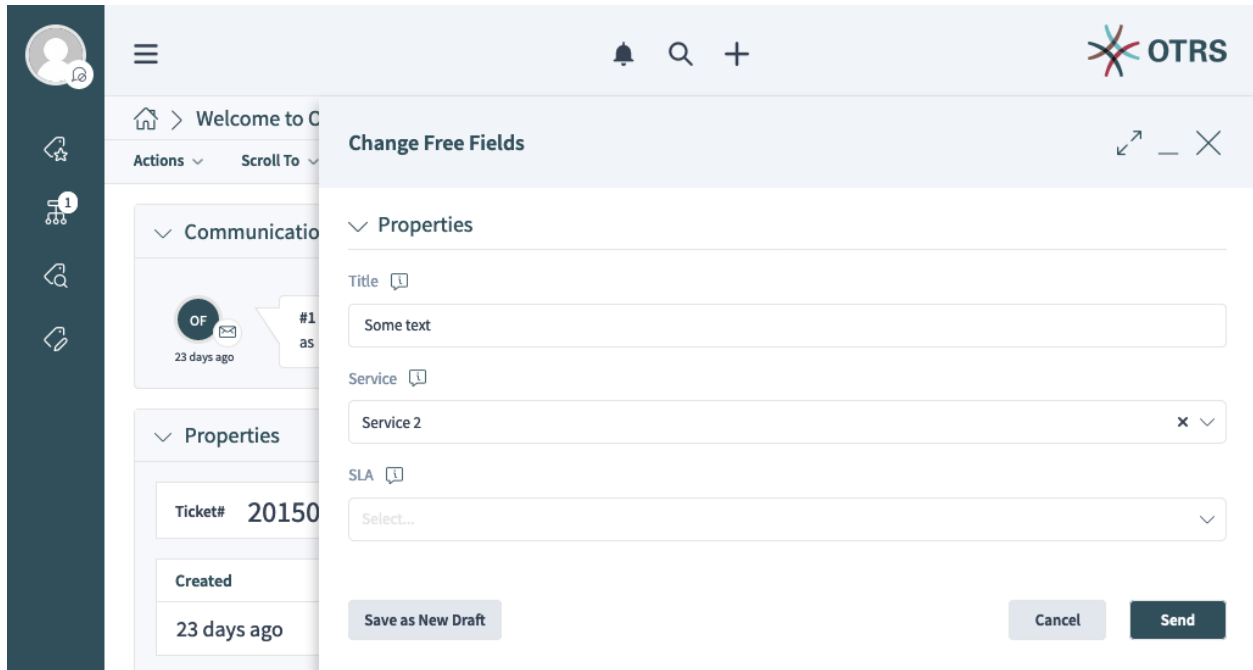 OTRS
Welcome to O
Actions
Scroll To
Communicatio
OF
23 days ago
#1
as
Properties
Ticket# 20150
Created
23 days ago
1
Change Free Fields
Properties
Title
Some text
Service
Service 2
SLA
Select...
Save as New Draft
Cancel
Send